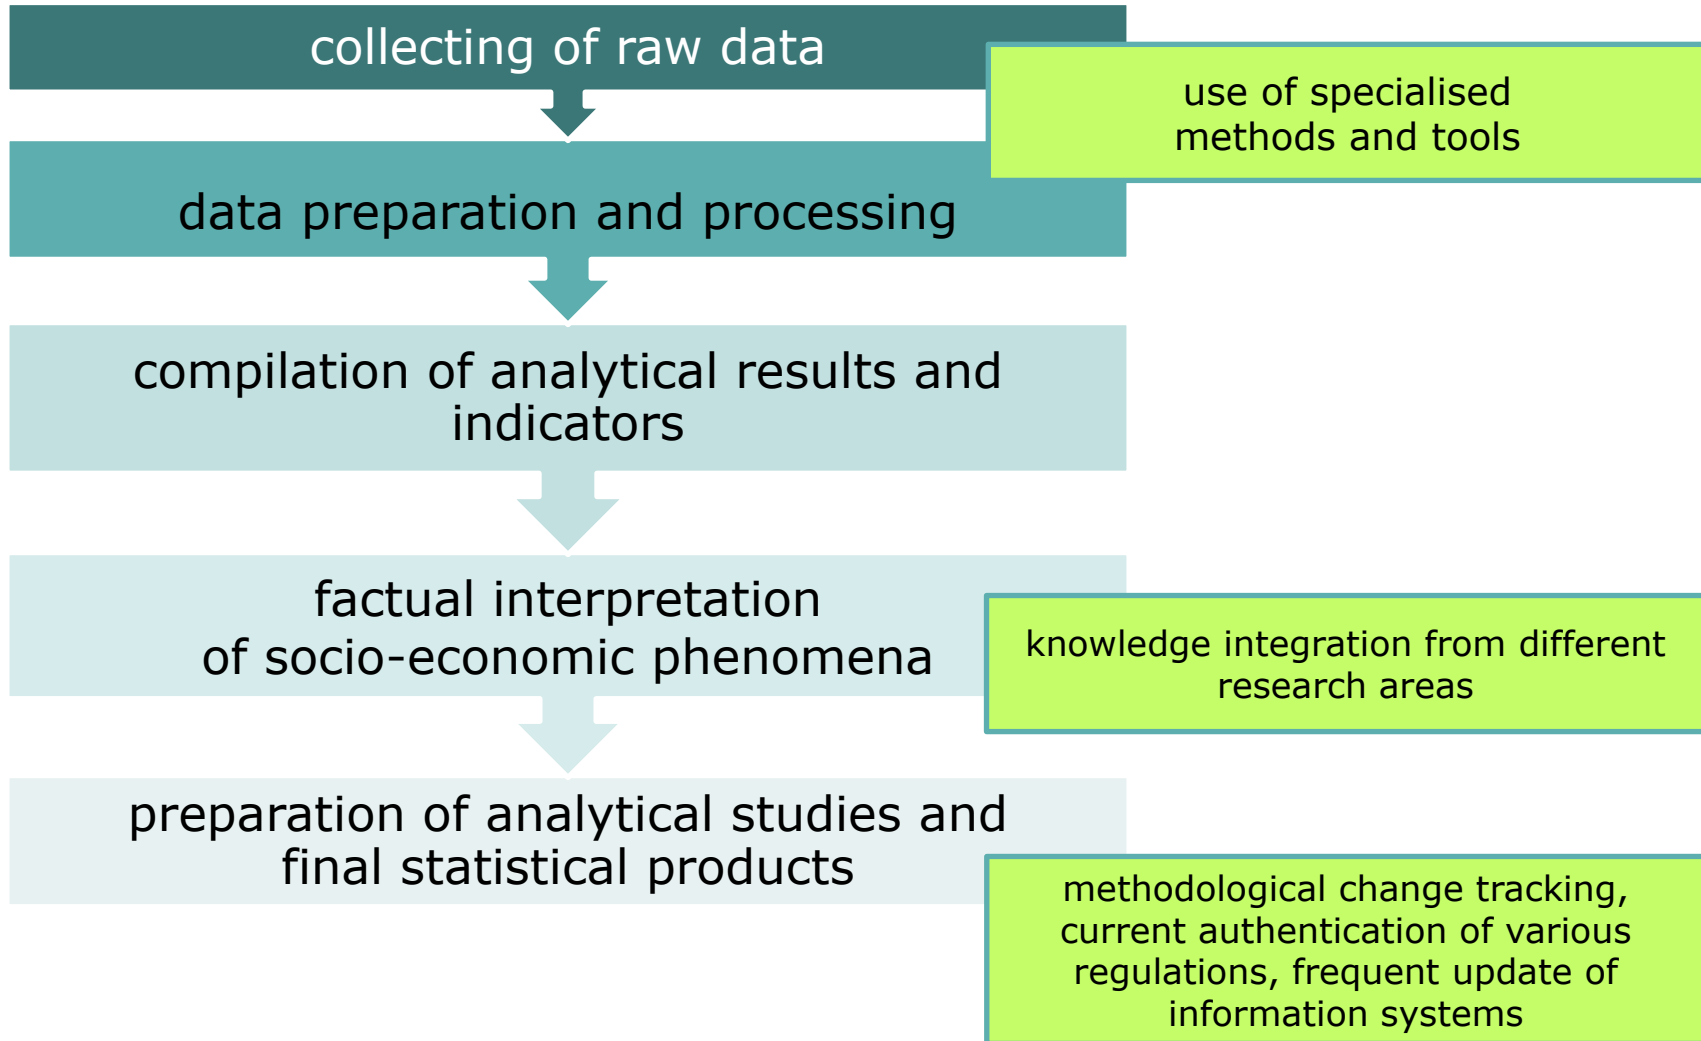 collecting of raw data
use of specialised
methods and tools
data preparation and processing
compilation of analytical results and
indicators
factual interpretation
of socio-economic phenomena
knowledge integration from different
research areas
preparation of analytical studies and
final statistical products
methodological change tracking,
current authentication of various
regulations, frequent update of
information systems